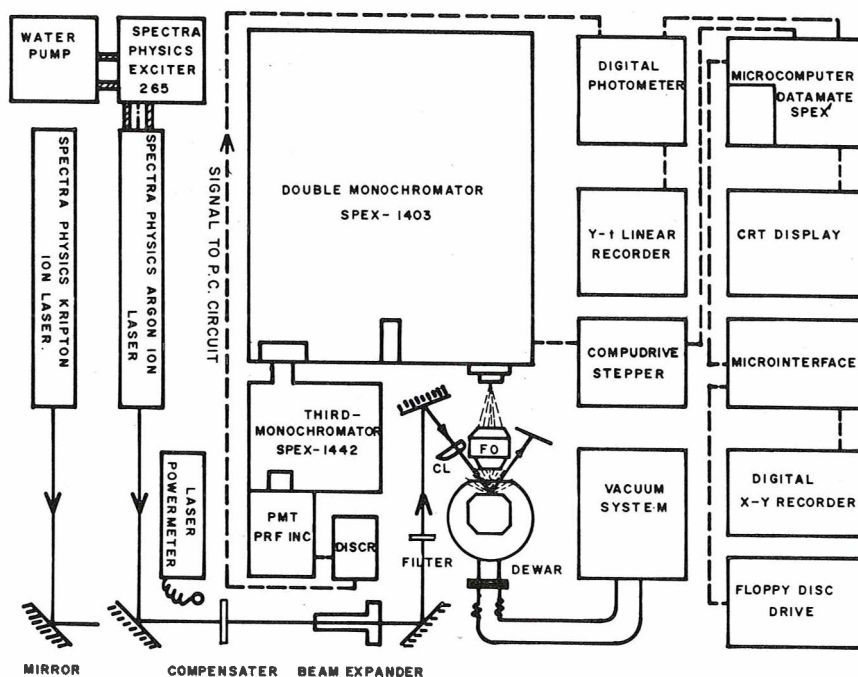 WATER
PUMP
SPECTRA
PHYSICS
EXCITER
265
SPECTRA PHYSICS KRIPTON
ION LASER.
SPECTRA PHYSICS ARGON ION
LASER
SIGNAL TO P.C. CIRCUIT
LASER
POWERMETER
DOUBLE MONOCHROMATOR
SPEX- 1403
THIRD-
MONOCHROMATOR
SPEX-1442
PMT
PRF INC
DISCR
FILTER
CL
FO
DEWAR
DIGITAL
PHOTOMETER
Y-t LINEAR
RECORDER
COMPUDRIVE
STEPPER
VACUUM
SYSTEM
MICROCOMPUTER
DATAMATE
SPEX'
CRT DISPLAY
MICROINTERFACE
DIGITAL
X-Y RECORDER
FLOPPY DISC
DRIVE
MIRROR
COMPENSATER
BEAM EXPANDER